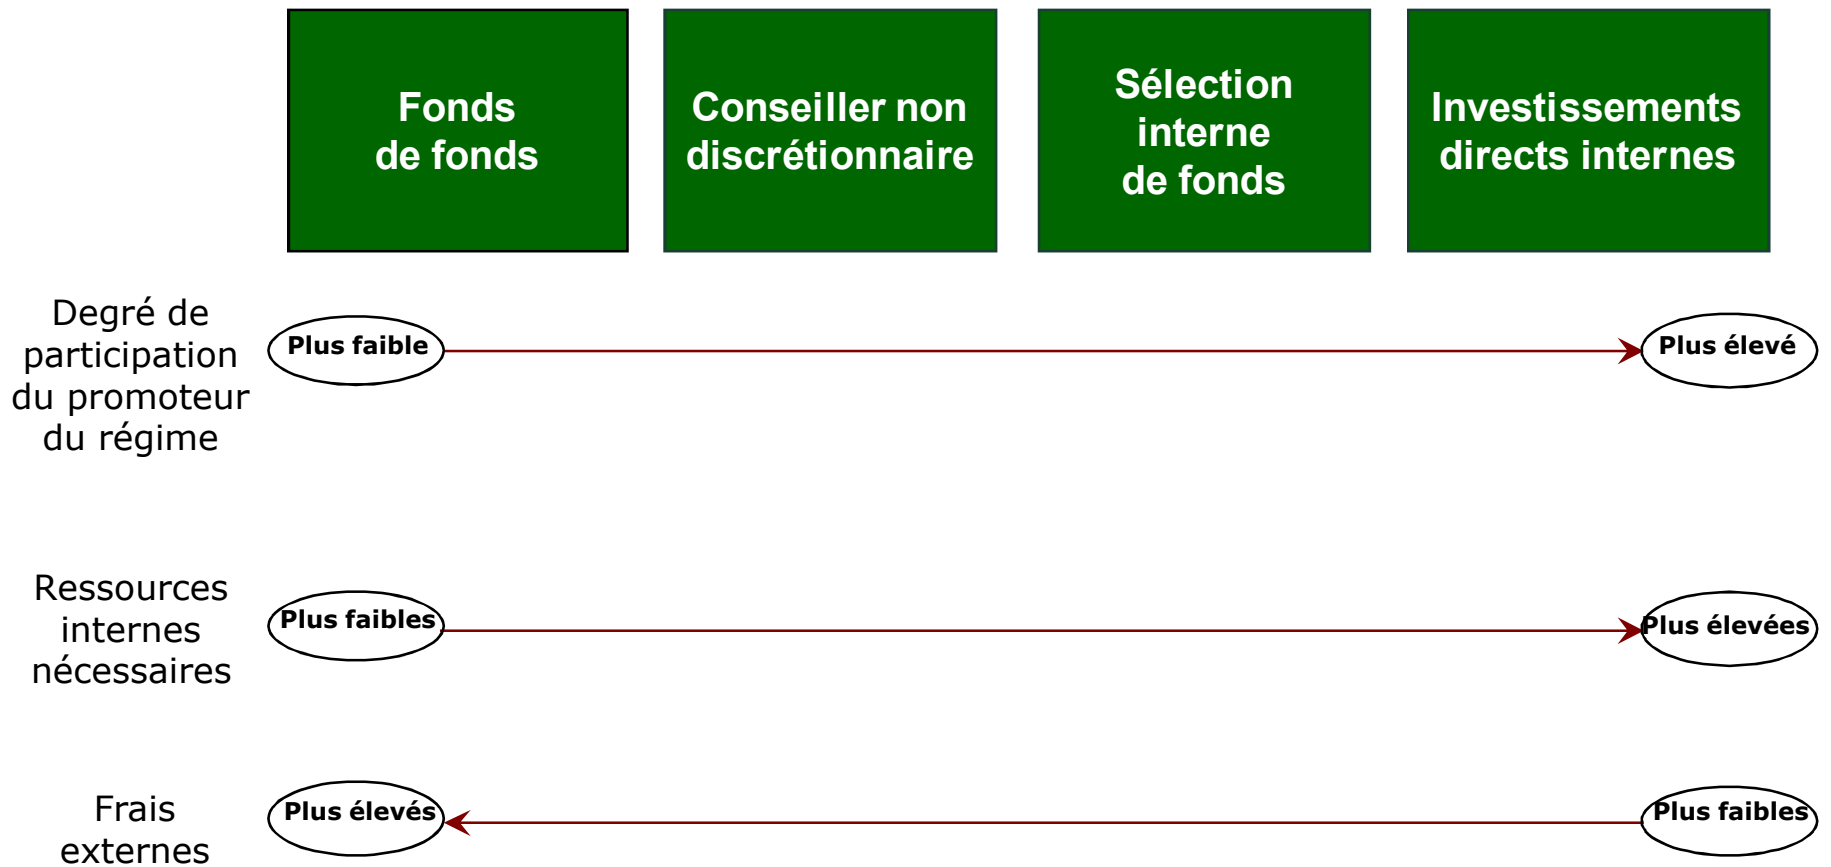 Fonds
de fonds
Conseiller non
discrétionnaire
Sélection
interne
de fonds
Investissements
directs internes
Degré de
participation
du promoteur
du régime
Plus faible
Plus élevé
Ressources
internes
nécessaires
Plus faibles
Plus élevées
Frais
externes
Plus élevés
Plus faibles